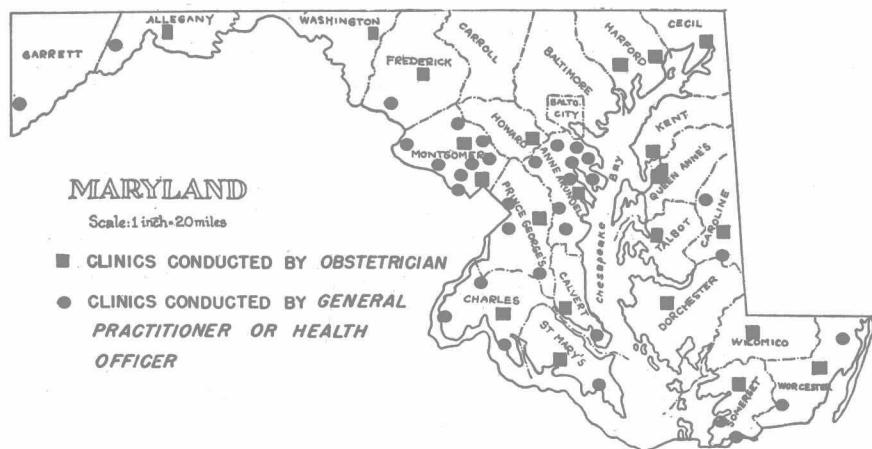 GARRETT
ALLEGANY
WASHINGTON
FREDERICK
CARROLL
BALTIMORE
HARFORD
CECIL
BALTO.
CITY
KENT
HOWARD
MONTGOMERY
ANNE ARUNDEL
BAY
QUEEN ANNE'S
PRINCE GEORGE'S
CHESAPEAKE
TALBOT
CAROLINE
CALVERT
CHARLES
DORCHESTER
ST MARY'S
WICOMICO
SOMERSET
WORCESTER
MARYLAND
Scale: 1 inch=20 miles
CLINICS CONDUCTED BY OBSTETRICIAN
CLINICS CONDUCTED BY GENERAL
PRACTITIONER OR HEALTH
OFFICER